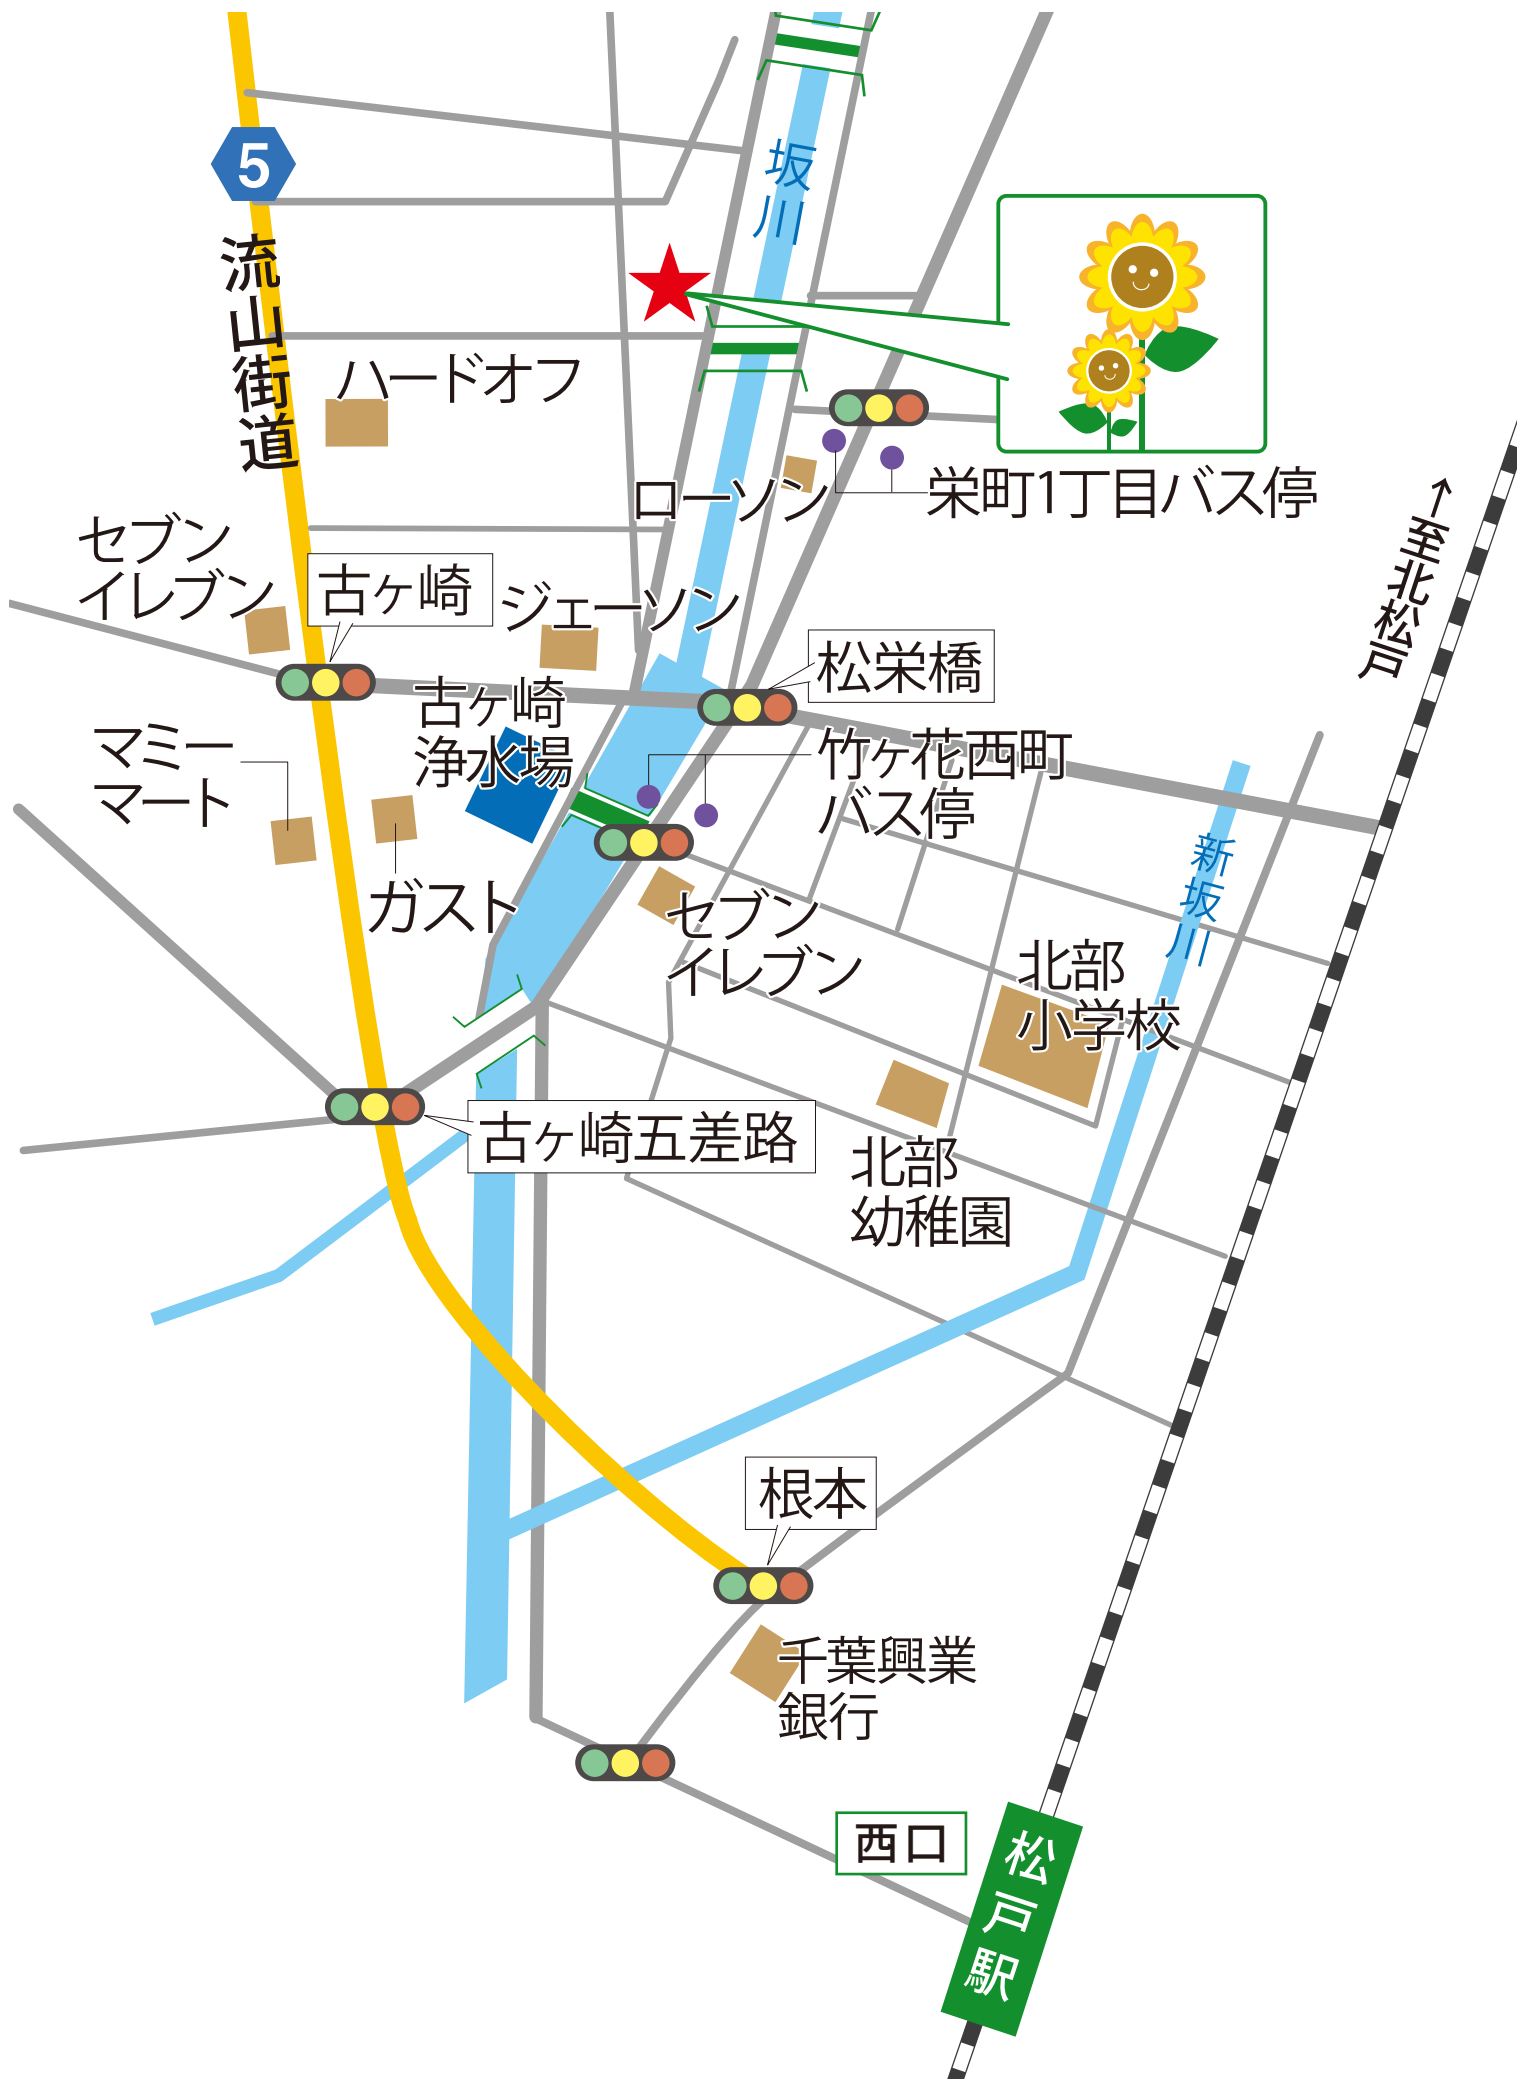 坂川
5
流山街道
ハードオフ
ローソン
栄町1丁目バス停
↑至北松戸
セブン
イレブン
古ヶ崎
ジェーソン
松栄橋
古ヶ崎
浄水場
マミー
マート
竹ヶ花西町
バス停
新坂川
ガスト
セブン
イレブン
北部
小学校
古ヶ崎五差路
北部
幼稚園
根本
千葉興業
銀行
西口
松戸駅